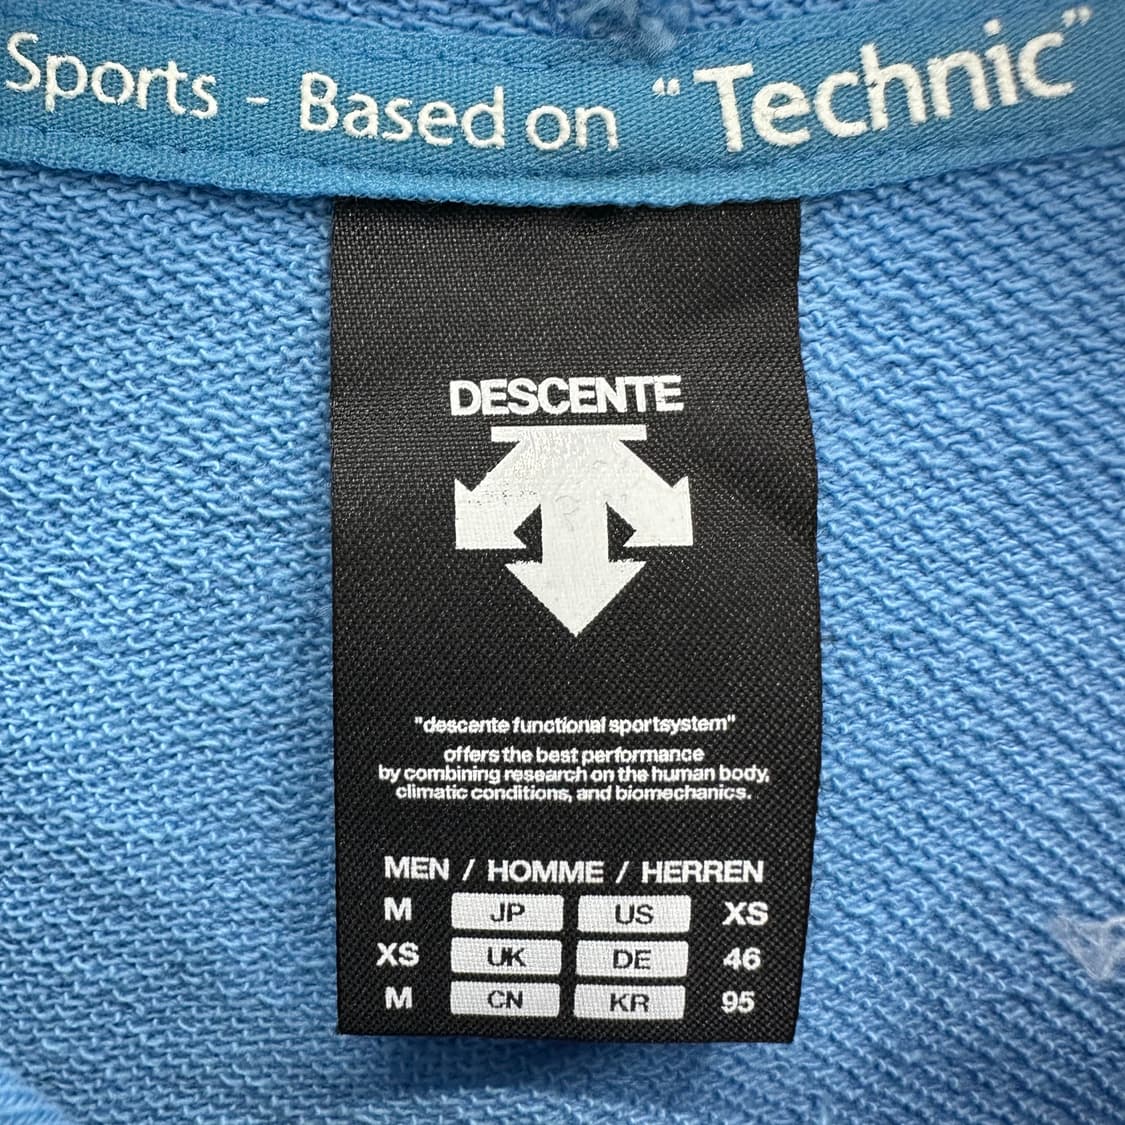 Sports - Based on "Technic"
DESCENTE
"descente functional sportsystem"
offers the best performance
by combining research on the human body,
climatic conditions, and biomechanics.
MEN / HOMME / HERREN
M JP US XS
XS UK DE 46
M CN KR 95